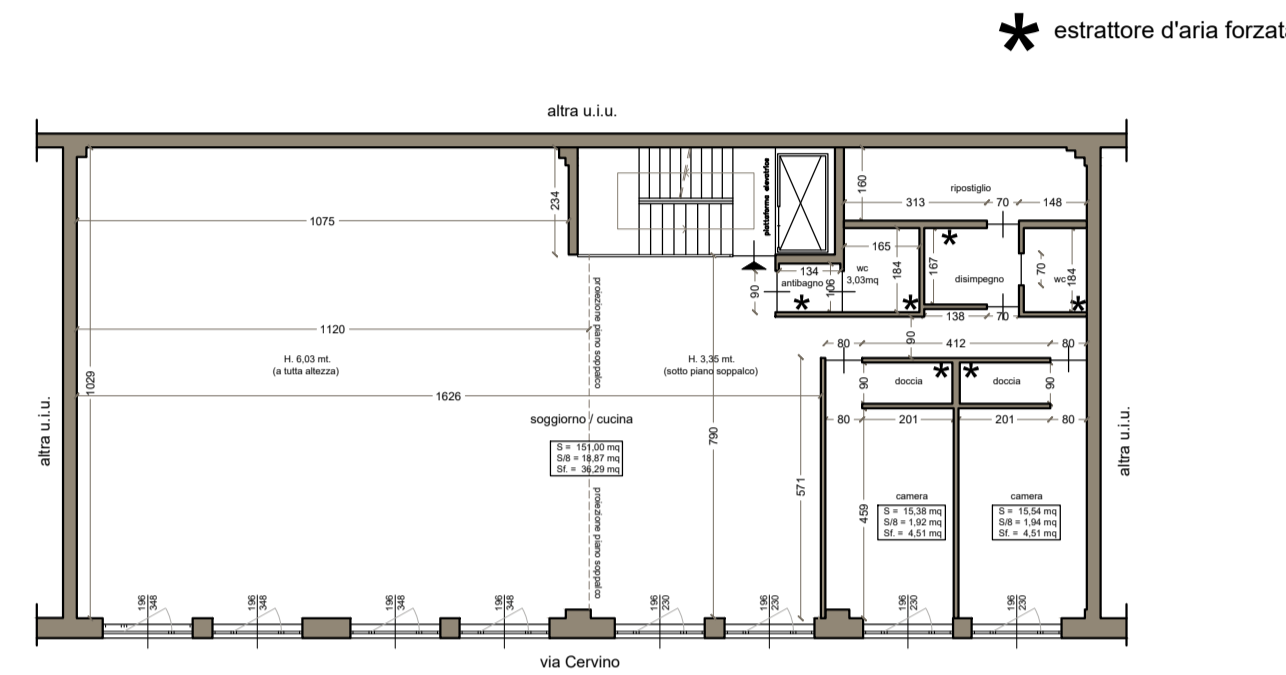 estrattore d'aria forzata
altra u.i.u.
234
piattaforma elevatrice
160
ripostiglio
313
70
148
1075
165
134
antibagno
106
90
wc
3,03mq
184
167
disimpegno
70
wc
184
138
70
90
80
412
80
1120
proiezione piano soppalco
H. 6,03 mt.
(a tutta altezza)
H. 3,35 mt.
(sotto piano soppalco)
1029
90
doccia
doccia
90
1626
80
201
201
80
soggiorno / cucina
S = 151,00 mq
S/8 = 18,87 mq
Sf. = 36,29 mq
790
571
459
camera
S = 15,38 mq
S/8 = 1,92 mq
Sf. = 4,51 mq
camera
S = 15,54 mq
S/8 = 1,94 mq
Sf. = 4,51 mq
altra u.i.u.
altra u.i.u.
proiezione piano soppalco
196
348
196
348
196
348
196
348
196
230
196
230
196
230
196
230
via Cervino